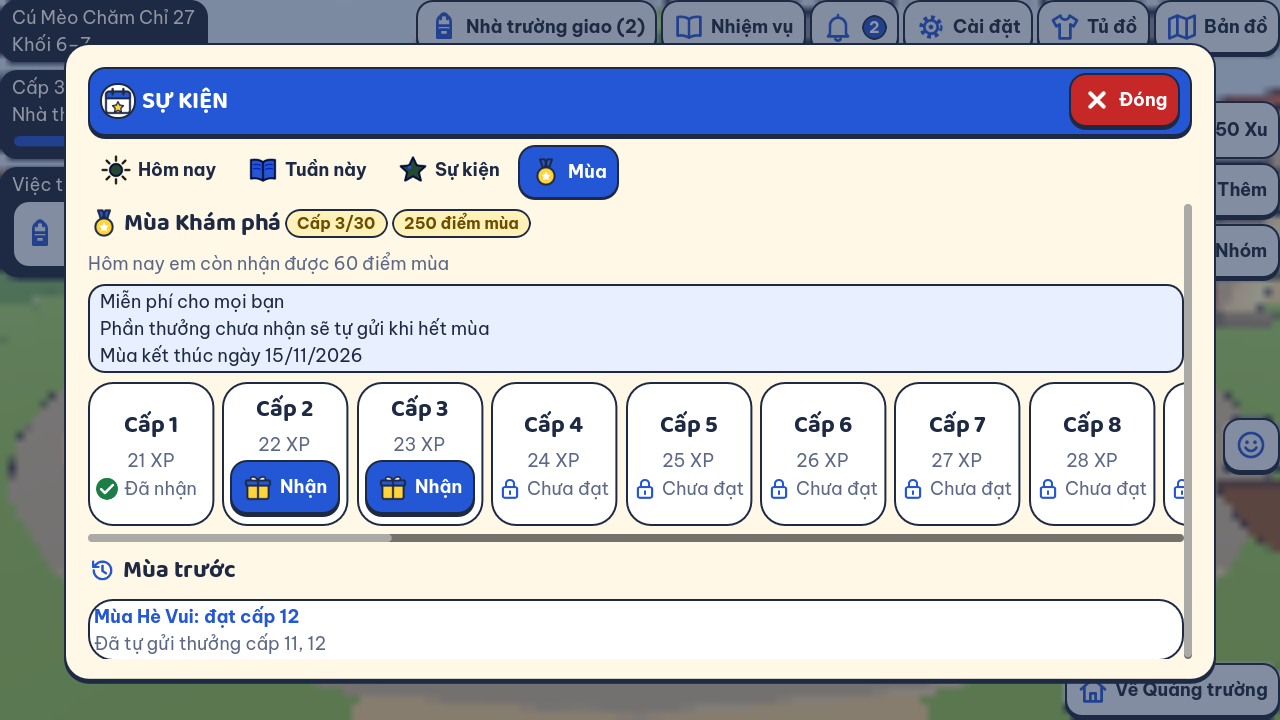 Cú Mèo Chăm Chỉ 27
Khối 6-7
Nhà trường giao (2)
Nhiệm vụ
2
Cài đặt
Tủ đồ
Bản đồ
Cấp 3
Nhà
Việc
50 Xu
Thêm
Nhóm
SỰ KIỆN
Đóng
Hôm nay
Tuần này
Sự kiện
Mùa
Mùa Khám phá
Cấp 3/30
250 điểm mùa
Hôm nay em còn nhận được 60 điểm mùa
Miễn phí cho mọi bạn
Phần thưởng chưa nhận sẽ tự gửi khi hết mùa
Mùa kết thúc ngày 15/11/2026
Cấp 1
21 XP
Đã nhận
Cấp 2
22 XP
Nhận
Cấp 3
23 XP
Nhận
Cấp 4
24 XP
Chưa đạt
Cấp 5
25 XP
Chưa đạt
Cấp 6
26 XP
Chưa đạt
Cấp 7
27 XP
Chưa đạt
Cấp 8
28 XP
Chưa đạt
Mùa trước
Mùa Hè Vui: đạt cấp 12
Đã tự gửi thưởng cấp 11, 12
Về Quảng trường